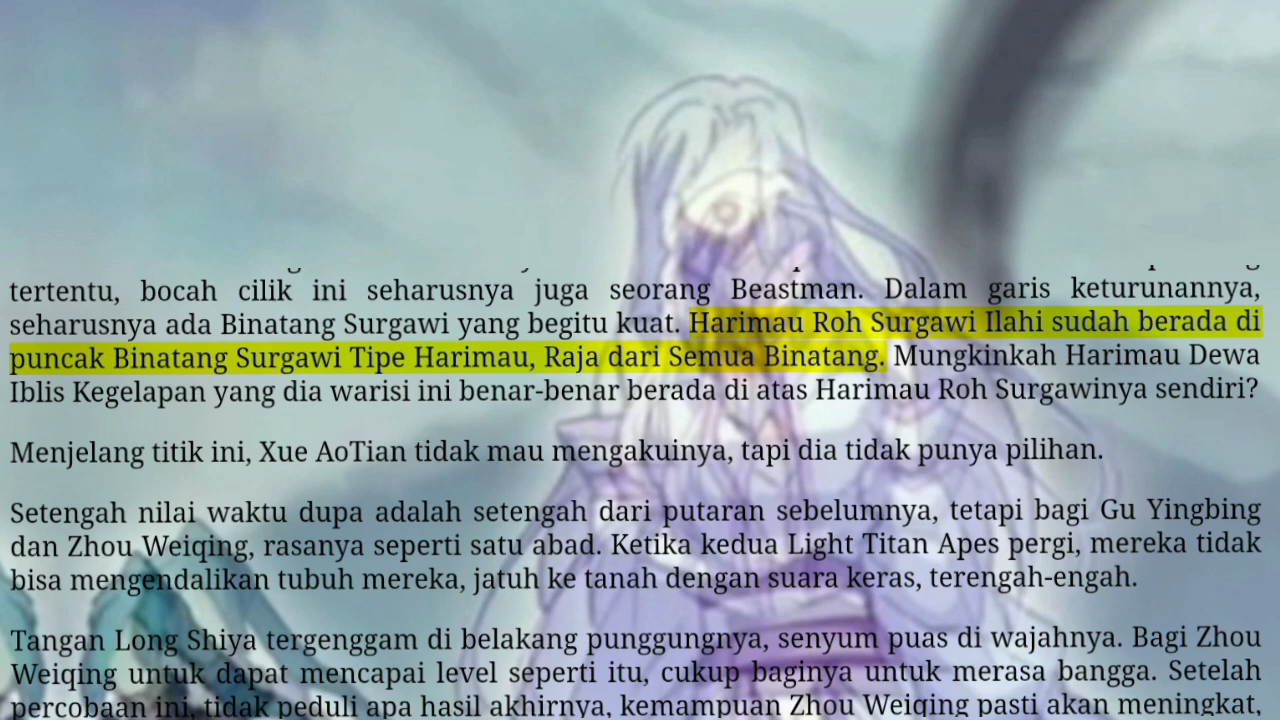 tertentu, bocah cilik ini seharusnya juga seorang Beastman. Dalam garis keturunannya,
seharusnya ada Binatang Surgawi yang begitu kuat. Harimau Roh Surgawi Ilahi sudah berada di
puncak Binatang Surgawi Tipe Harimau, Raja dari Semua Binatang. Mungkinkah Harimau Dewa
Iblis Kegelapan yang dia warisi ini benar-benar berada di atas Harimau Roh Surgawinya sendiri?
Menjelang titik ini, Xue AoTian tidak mau mengakuinya, tapi dia tidak punya pilihan.
Setengah nilai waktu dupa adalah setengah dari putaran sebelumnya, tetapi bagi Gu Yingbing
dan Zhou Weiqing, rasanya seperti satu abad. Ketika kedua Light Titan Apes pergi, mereka tidak
bisa mengendalikan tubuh mereka, jatuh ke tanah dengan suara keras, terengah-engah.
Tangan Long Shiya tergenggam di belakang punggungnya, senyum puas di wajahnya. Bagi Zhou
Weiqing untuk dapat mencapai level seperti itu, cukup baginya untuk merasa bangga. Setelah
percobaan ini, tidak peduli apa hasil akhirnya, kemampuan Zhou Weiqing pasti akan meningkat,